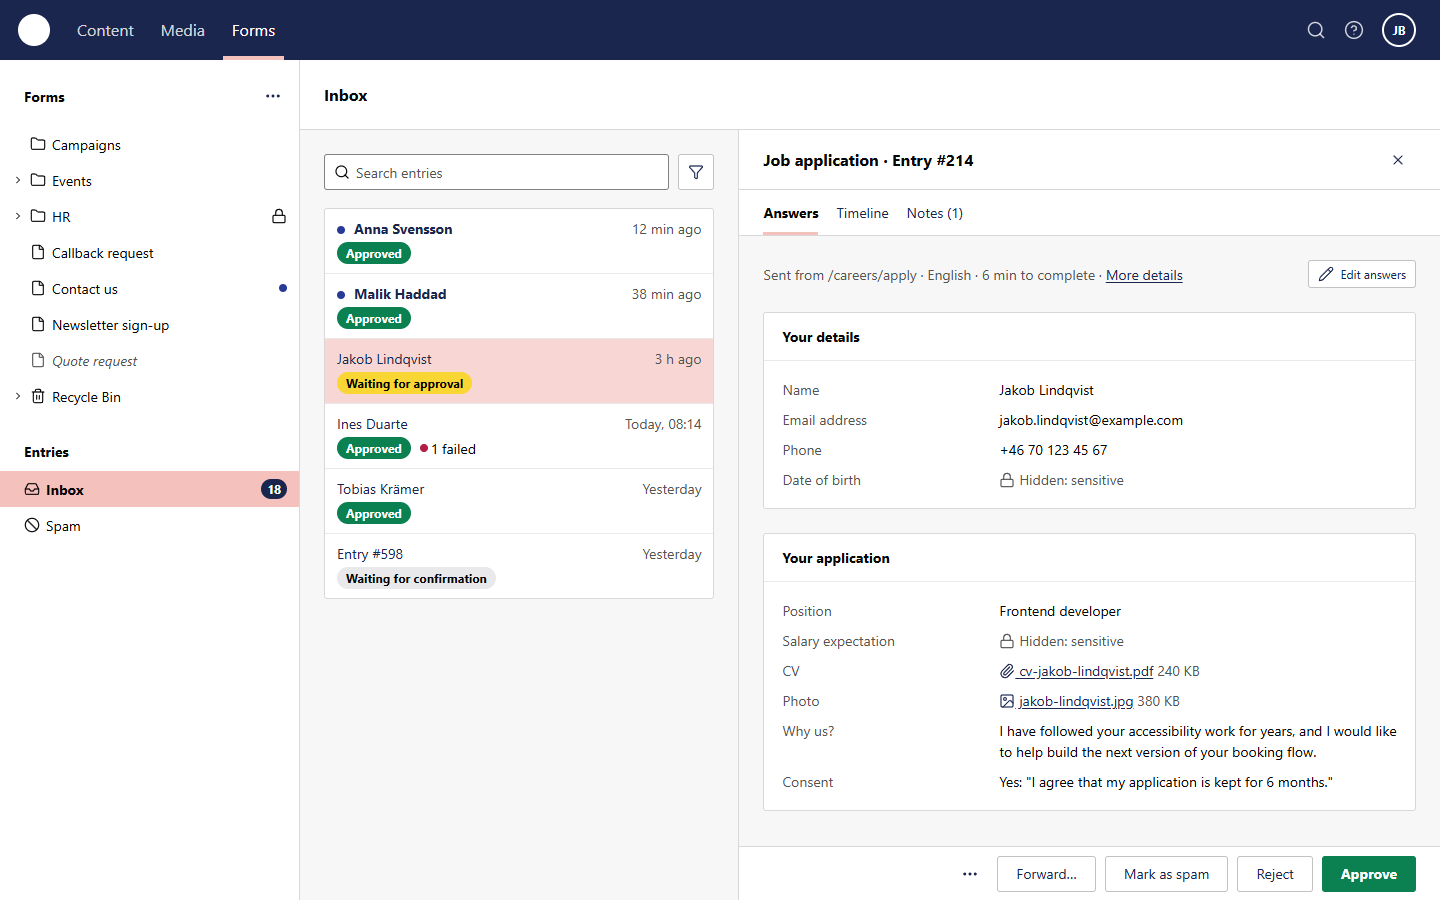 Content
Media
Forms
JB
Forms
Campaigns
Events
HR
Callback request
Contact us
Newsletter sign-up
Quote request
Recycle Bin
Entries
Inbox 18
Spam
Inbox
Search entries
Anna Svensson 12 min ago
Approved
Malik Haddad 38 min ago
Approved
Jakob Lindqvist 3 h ago
Waiting for approval
Ines Duarte Today, 08:14
Approved 1 failed
Tobias Krämer Yesterday
Approved
Entry #598 Yesterday
Waiting for confirmation
Job application · Entry #214
Answers Timeline Notes (1)
Sent from /careers/apply · English · 6 min to complete · More details
Edit answers
Your details
Name Jakob Lindqvist
Email address jakob.lindqvist@example.com
Phone +46 70 123 45 67
Date of birth Hidden: sensitive
Your application
Position Frontend developer
Salary expectation Hidden: sensitive
CV cv-jakob-lindqvist.pdf 240 KB
Photo jakob-lindqvist.jpg 380 KB
Why us? I have followed your accessibility work for years, and I would like
to help build the next version of your booking flow.
Consent Yes: "I agree that my application is kept for 6 months."
Forward... Mark as spam Reject Approve